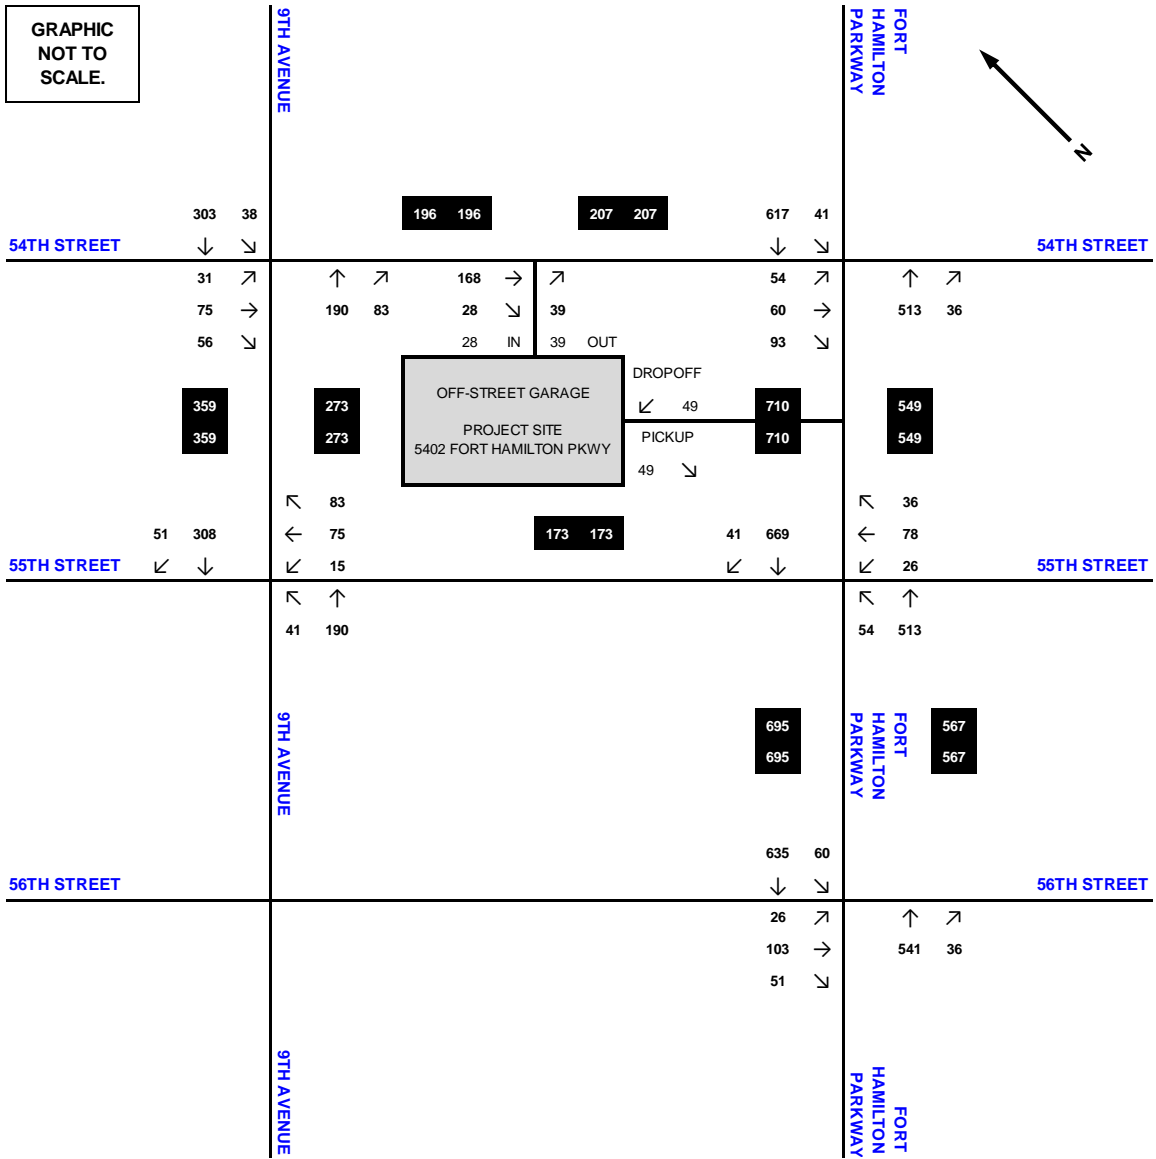 GRAPHIC
NOT TO
SCALE.
9TH AVENUE
FORT
HAMILTON
PARKWAY
N
303 38
196 196
207 207
617 41
54TH STREET
↓ ↘
↓ ↘
54TH STREET
31 ↗
↑ ↗
168 → ↗
54 ↗
↑ ↗
75 →
190 83
28 ↘ 39
60 →
513 36
56 ↘
28 IN 39 OUT
93 ↘
DROPOFF
OFF-STREET GARAGE
↙ 49
359
273
710
549
PROJECT SITE
PICKUP
359
273
710
549
5402 FORT HAMILTON PKWY
49 ↘
↖ 83
↖ 36
51 308
← 75
173 173
41 669
← 78
55TH STREET
↙ ↓
↙ 15
↙ ↓
↙ 26
55TH STREET
↖ ↑
↖ ↑
41 190
54 513
9TH AVENUE
695
695
FORT
HAMILTON
PARKWAY
567
567
635 60
56TH STREET
↓ ↘
56TH STREET
26 ↗
↑ ↗
103 →
541 36
51 ↘
9TH AVENUE
FORT
HAMILTON
PARKWAY